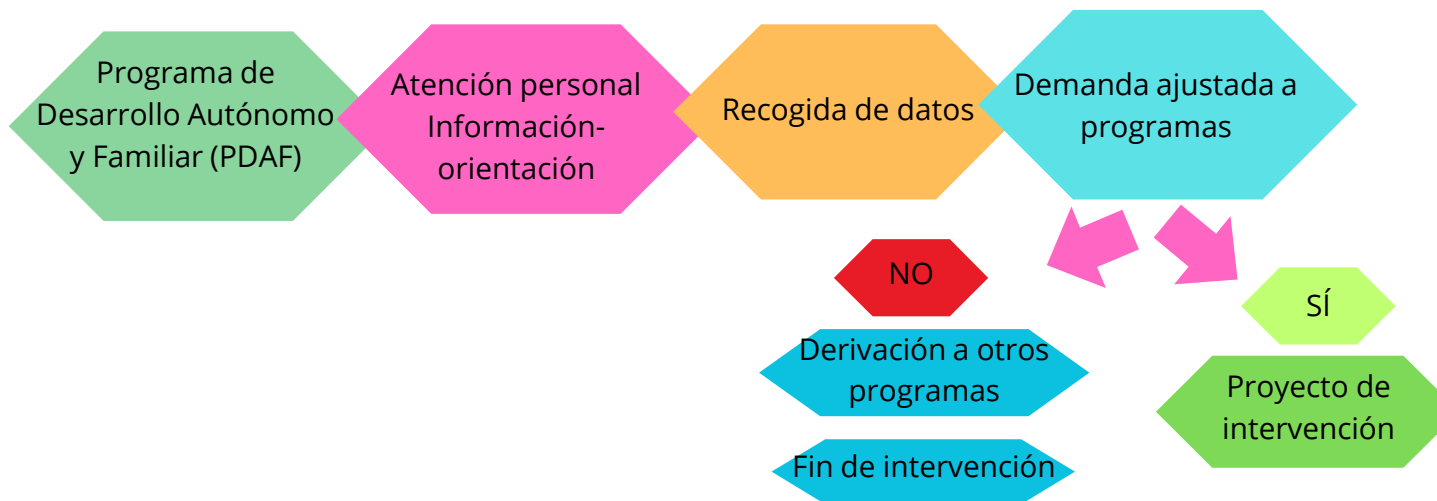 Programa de
Desarrollo Autónomo
y Familiar (PDAF)
Atención personal
Información-
orientación
Recogida de datos
Demanda ajustada a
programas
NO
Derivación a otros
programas
Fin de intervención
SÍ
Proyecto de
intervención